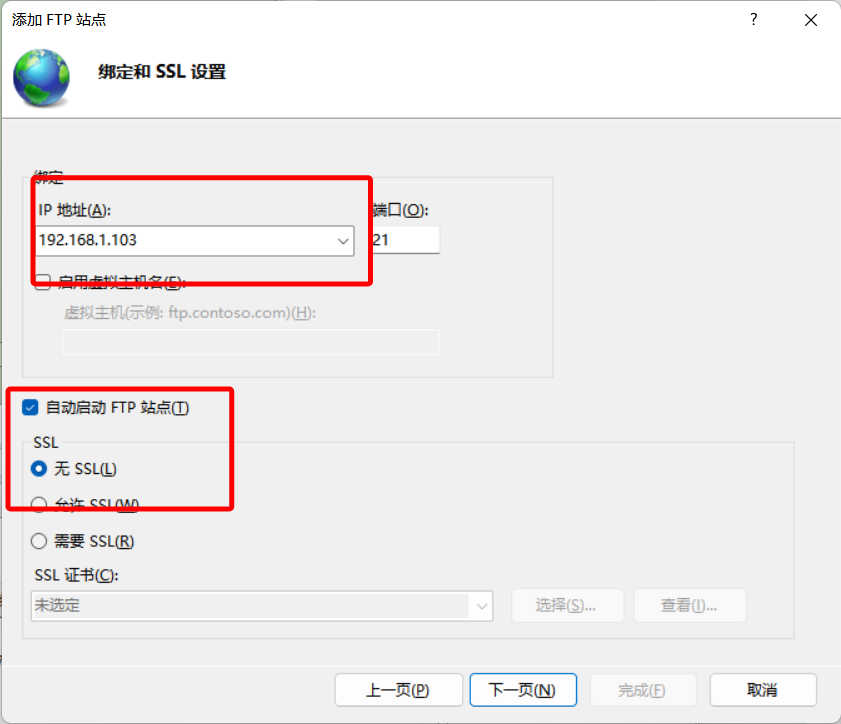 添加 FTP 站点
绑定和 SSL 设置
绑定
IP 地址(A):
端口(O):
192.168.1.103
21
启用虚拟主机名(E):
虚拟主机(示例: ftp.contoso.com)(H):
自动启动 FTP 站点(T)
SSL
无 SSL(L)
允许 SSL(W)
需要 SSL(R)
SSL 证书(C):
未选定
选择(S)...
查看(I)...
上一页(P)
下一页(N)
完成(F)
取消